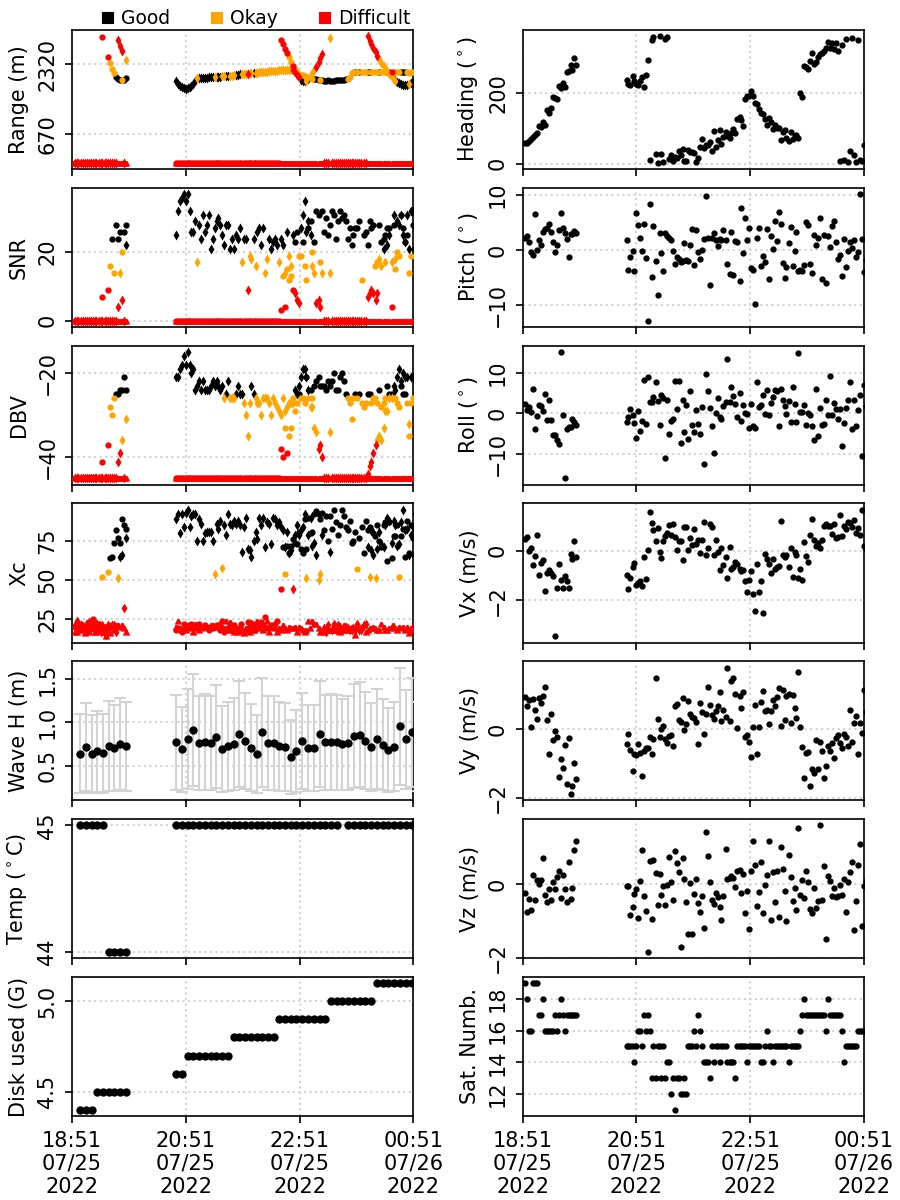 Good Okay Difficult
Range (m)
2320
670
Heading (°)
200
0
SNR
20
0
Pitch (°)
10
0
−10
DBV
−20
−40
Roll (°)
10
0
−10
Xc
75
50
25
Vx (m/s)
0
−2
Wave H (m)
1.5
1.0
0.5
Vy (m/s)
0
−2
Temp (°C)
45
44
Vz (m/s)
0
−2
Disk used (G)
5.0
4.5
Sat. Numb.
18
16
14
12
18:51 20:51 22:51 00:51 18:51 20:51 22:51 00:51
07/25 07/25 07/25 07/26 07/25 07/25 07/25 07/26
2022 2022 2022 2022 2022 2022 2022 2022